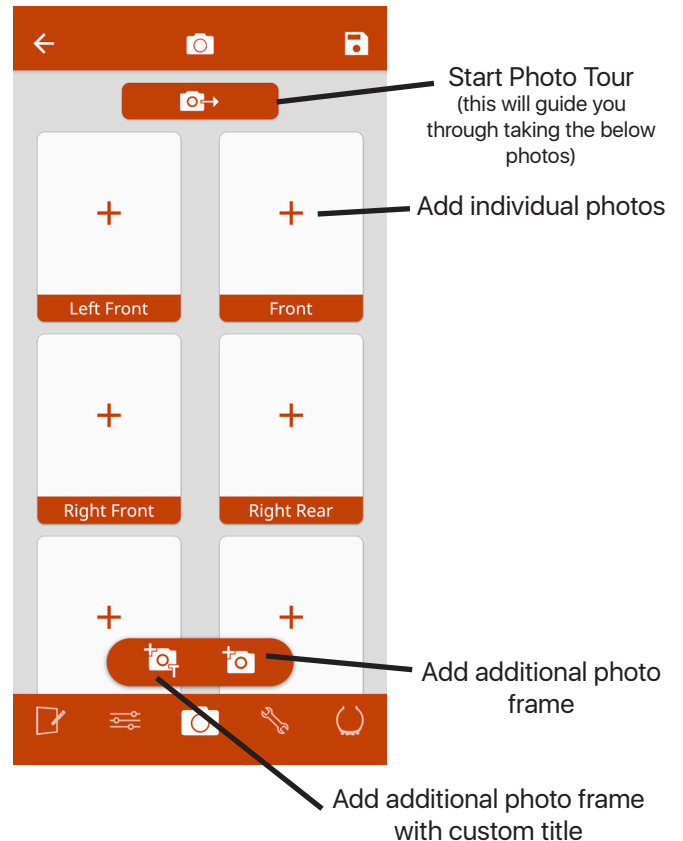 Start Photo Tour
(this will guide you
through taking the below
photos)
Add individual photos
Left Front
Front
Right Front
Right Rear
Add additional photo
frame
Add additional photo frame
with custom title